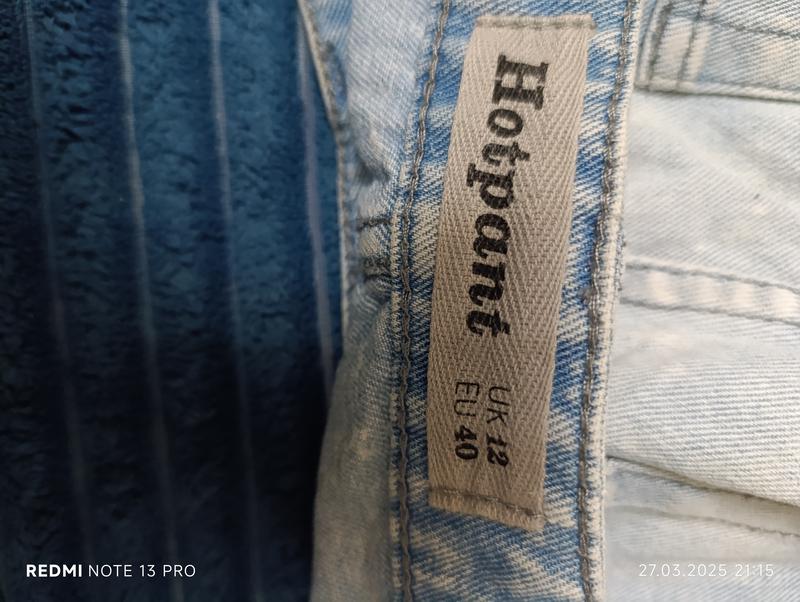 Hotpant
UK 12
EU 40
REDMI NOTE 13 PRO
27.03.2025 21:15